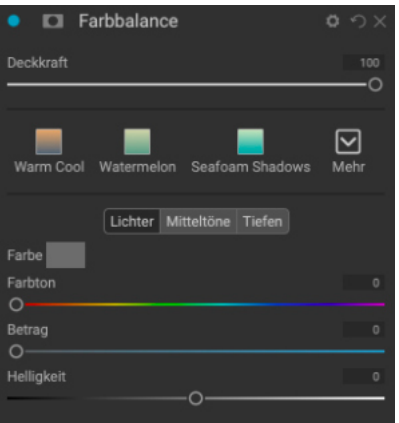 Farbbalance
Deckkraft 100
Warm Cool Watermelon Seafoam Shadows Mehr
Lichter Mitteltöne Tiefen
Farbe
Farbton 0
Betrag 0
Helligkeit 0